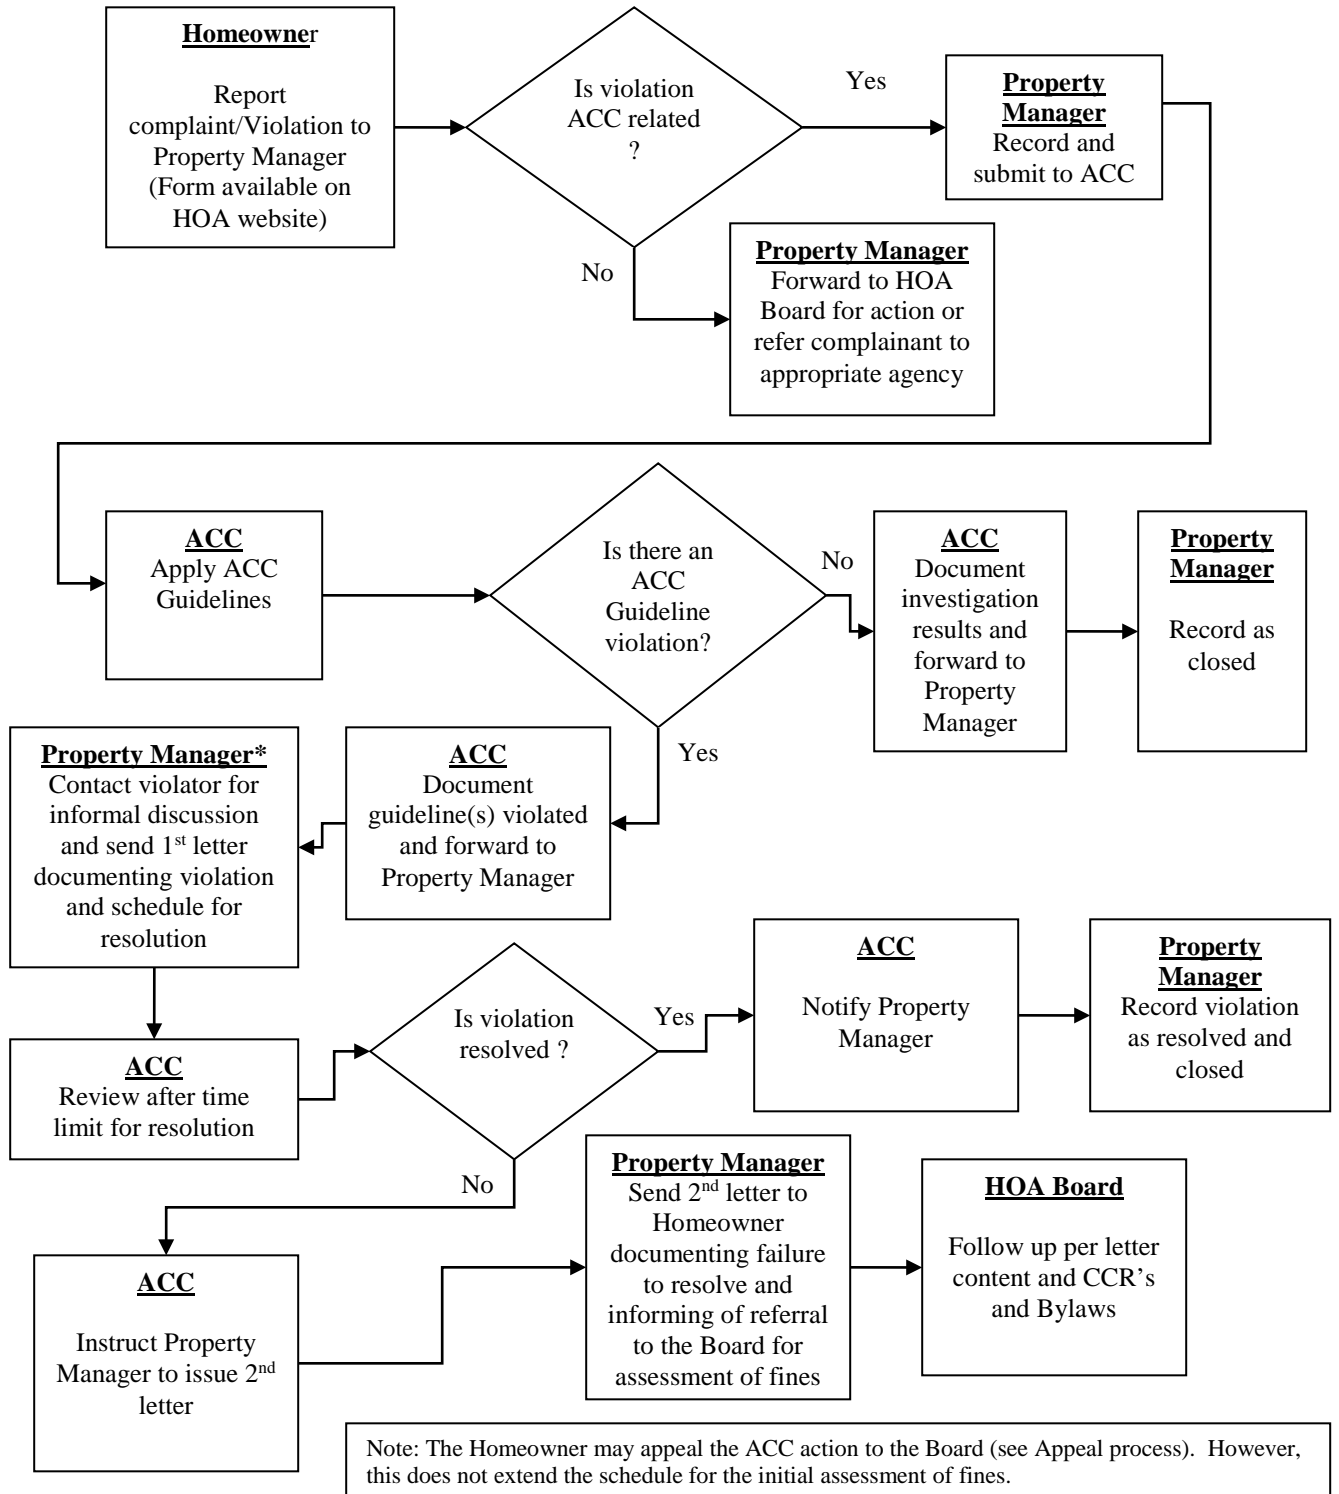 Homeowner
Report
complaint/Violation to
Property Manager
(Form available on
HOA website)
Is violation
ACC related
?
Yes
Property
Manager
Record and
submit to ACC
No
Property Manager
Forward to HOA
Board for action or
refer complainant to
appropriate agency
ACC
Apply ACC
Guidelines
Is there an
ACC
Guideline
violation?
No
ACC
Document
investigation
results and
forward to
Property
Manager
Property
Manager
Record as
closed
Yes
ACC
Document
guideline(s) violated
and forward to
Property Manager
Property Manager*
Contact violator for
informal discussion
and send 1st letter
documenting violation
and schedule for
resolution
ACC
Review after time
limit for resolution
Is violation
resolved ?
Yes
ACC
Notify Property
Manager
Property
Manager
Record violation
as resolved and
closed
No
ACC
Instruct Property
Manager to issue 2nd
letter
Property Manager
Send 2nd letter to
Homeowner
documenting failure
to resolve and
informing of referral
to the Board for
assessment of fines
HOA Board
Follow up per letter
content and CCR’s
and Bylaws
Note: The Homeowner may appeal the ACC action to the Board (see Appeal process).  However,
this does not extend the schedule for the initial assessment of fines.